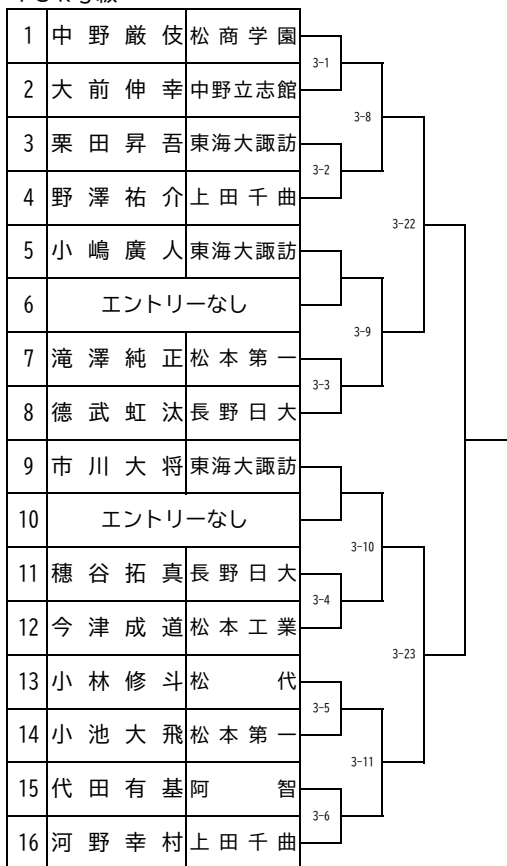 1 中野厳伎 松商学園
3-1
2 大前伸幸 中野立志館
3-8
3 栗田昇吾 東海大諏訪
3-2
4 野澤祐介 上田千曲
3-22
5 小嶋廣人 東海大諏訪
6 エントリーなし
3-9
7 滝澤純正 松本第一
3-3
8 德武虹汰 長野日大
9 市川大将 東海大諏訪
10 エントリーなし
3-10
11 穗谷拓真 長野日大
3-4
12 今津成道 松本工業
3-23
13 小林修斗 松代
3-5
14 小池大飛 松本第一
3-11
15 代田有基 阿智
3-6
16 河野幸村 上田千曲